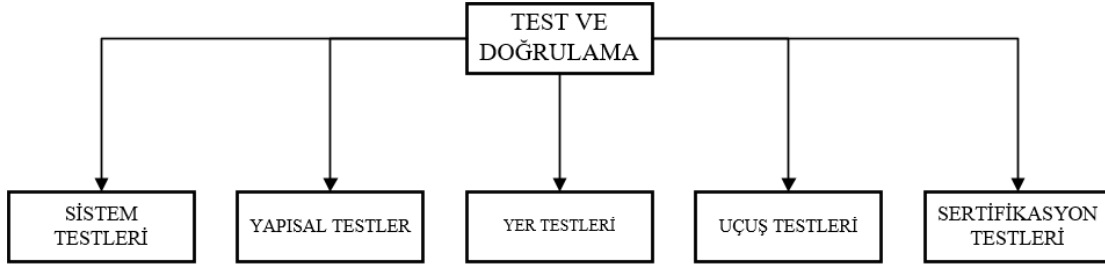 TEST VE
DOĞRULAMA
SİSTEM
TESTLERİ
YAPISAL TESTLER
YER TESTLERİ
UÇUŞ TESTLERİ
SERTİFİKASYON
TESTLERİ